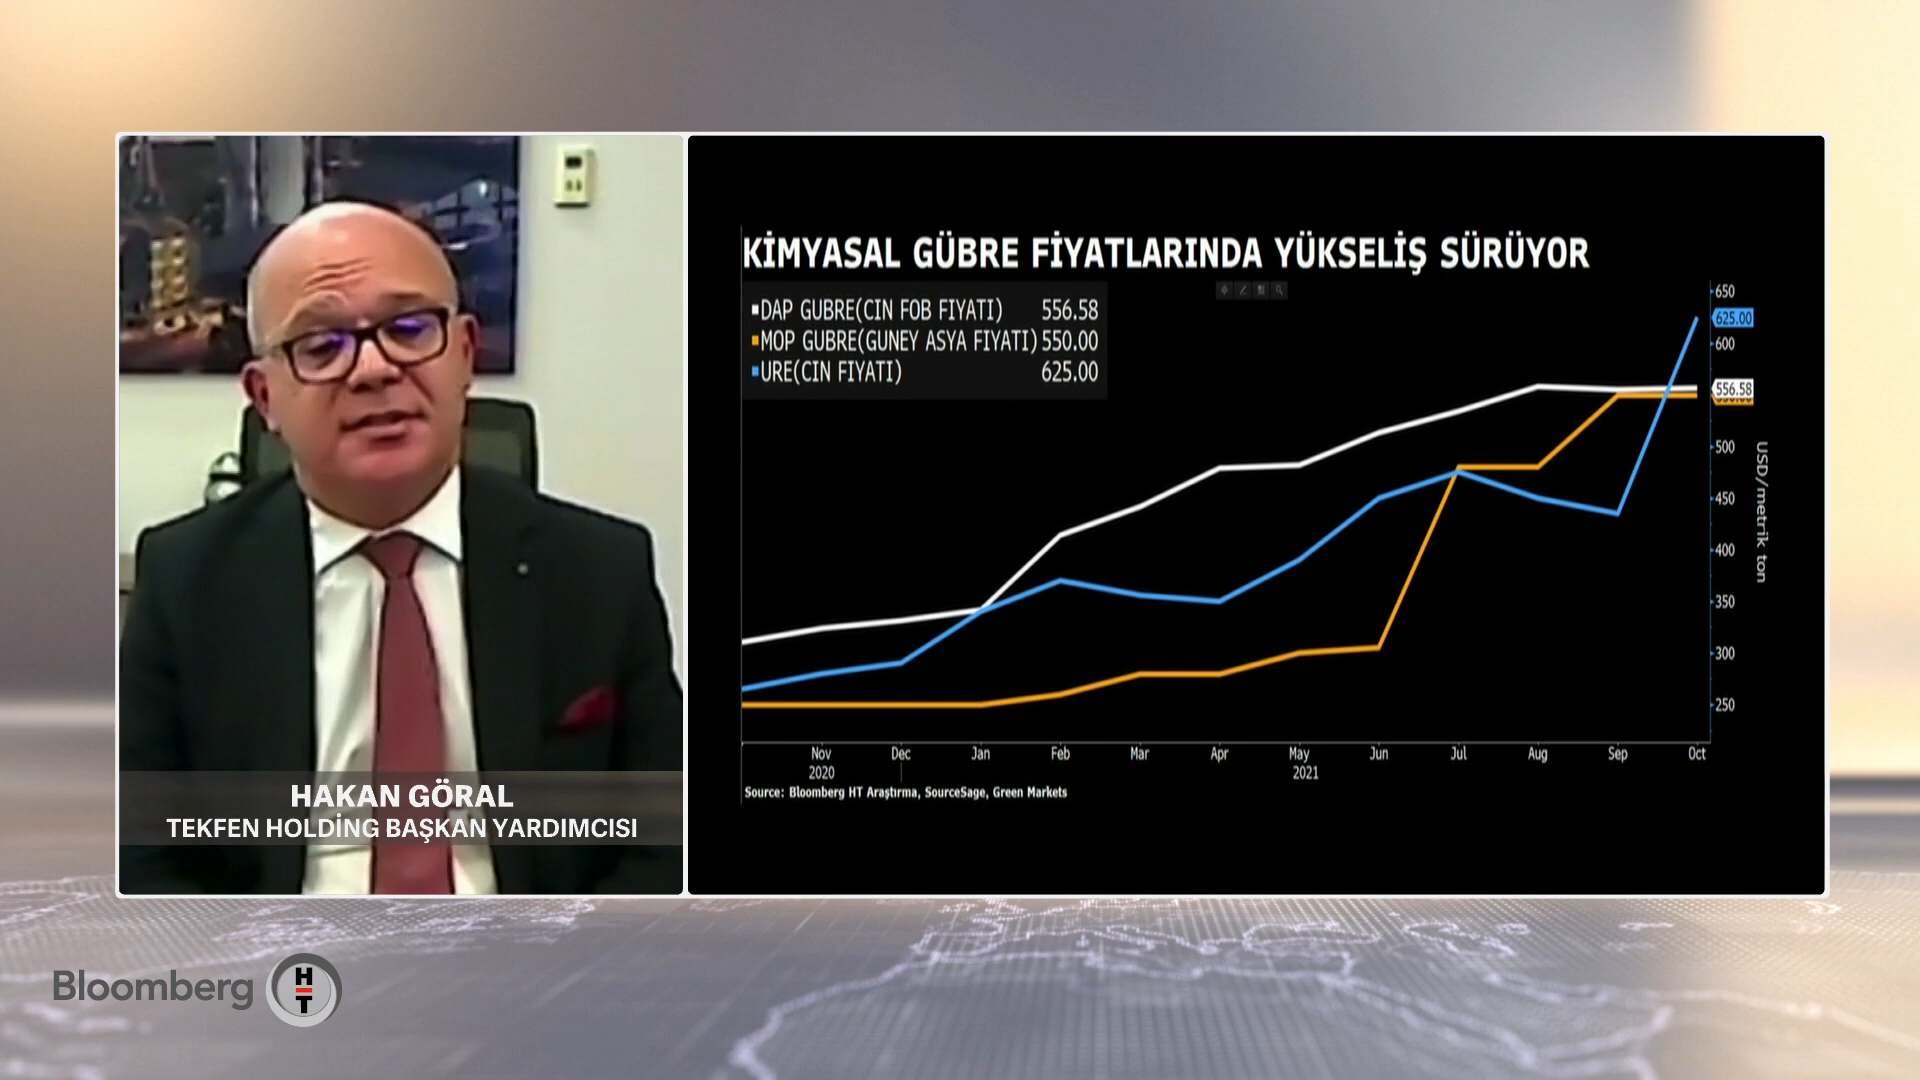 KİMYASAL GÜBRE FİYATLARINDA YÜKSELİŞ SÜRÜYOR
DAP GUBRE(CIN FOB FIYATI) 556.58
MOP GUBRE(GUNEY ASYA FIYATI) 550.00
URE(CIN FIYATI) 625.00
650
625.00
600
556.58
500
450
400
350
300
250
USD/metrik ton
Nov Dec Jan Feb Mar Apr May Jun Jul Aug Sep Oct
2020 2021
Source: Bloomberg HT Araştırma, SourceSage, Green Markets
HAKAN GÖRAL
TEKFEN HOLDİNG BAŞKAN YARDIMCISI
Bloomberg HT